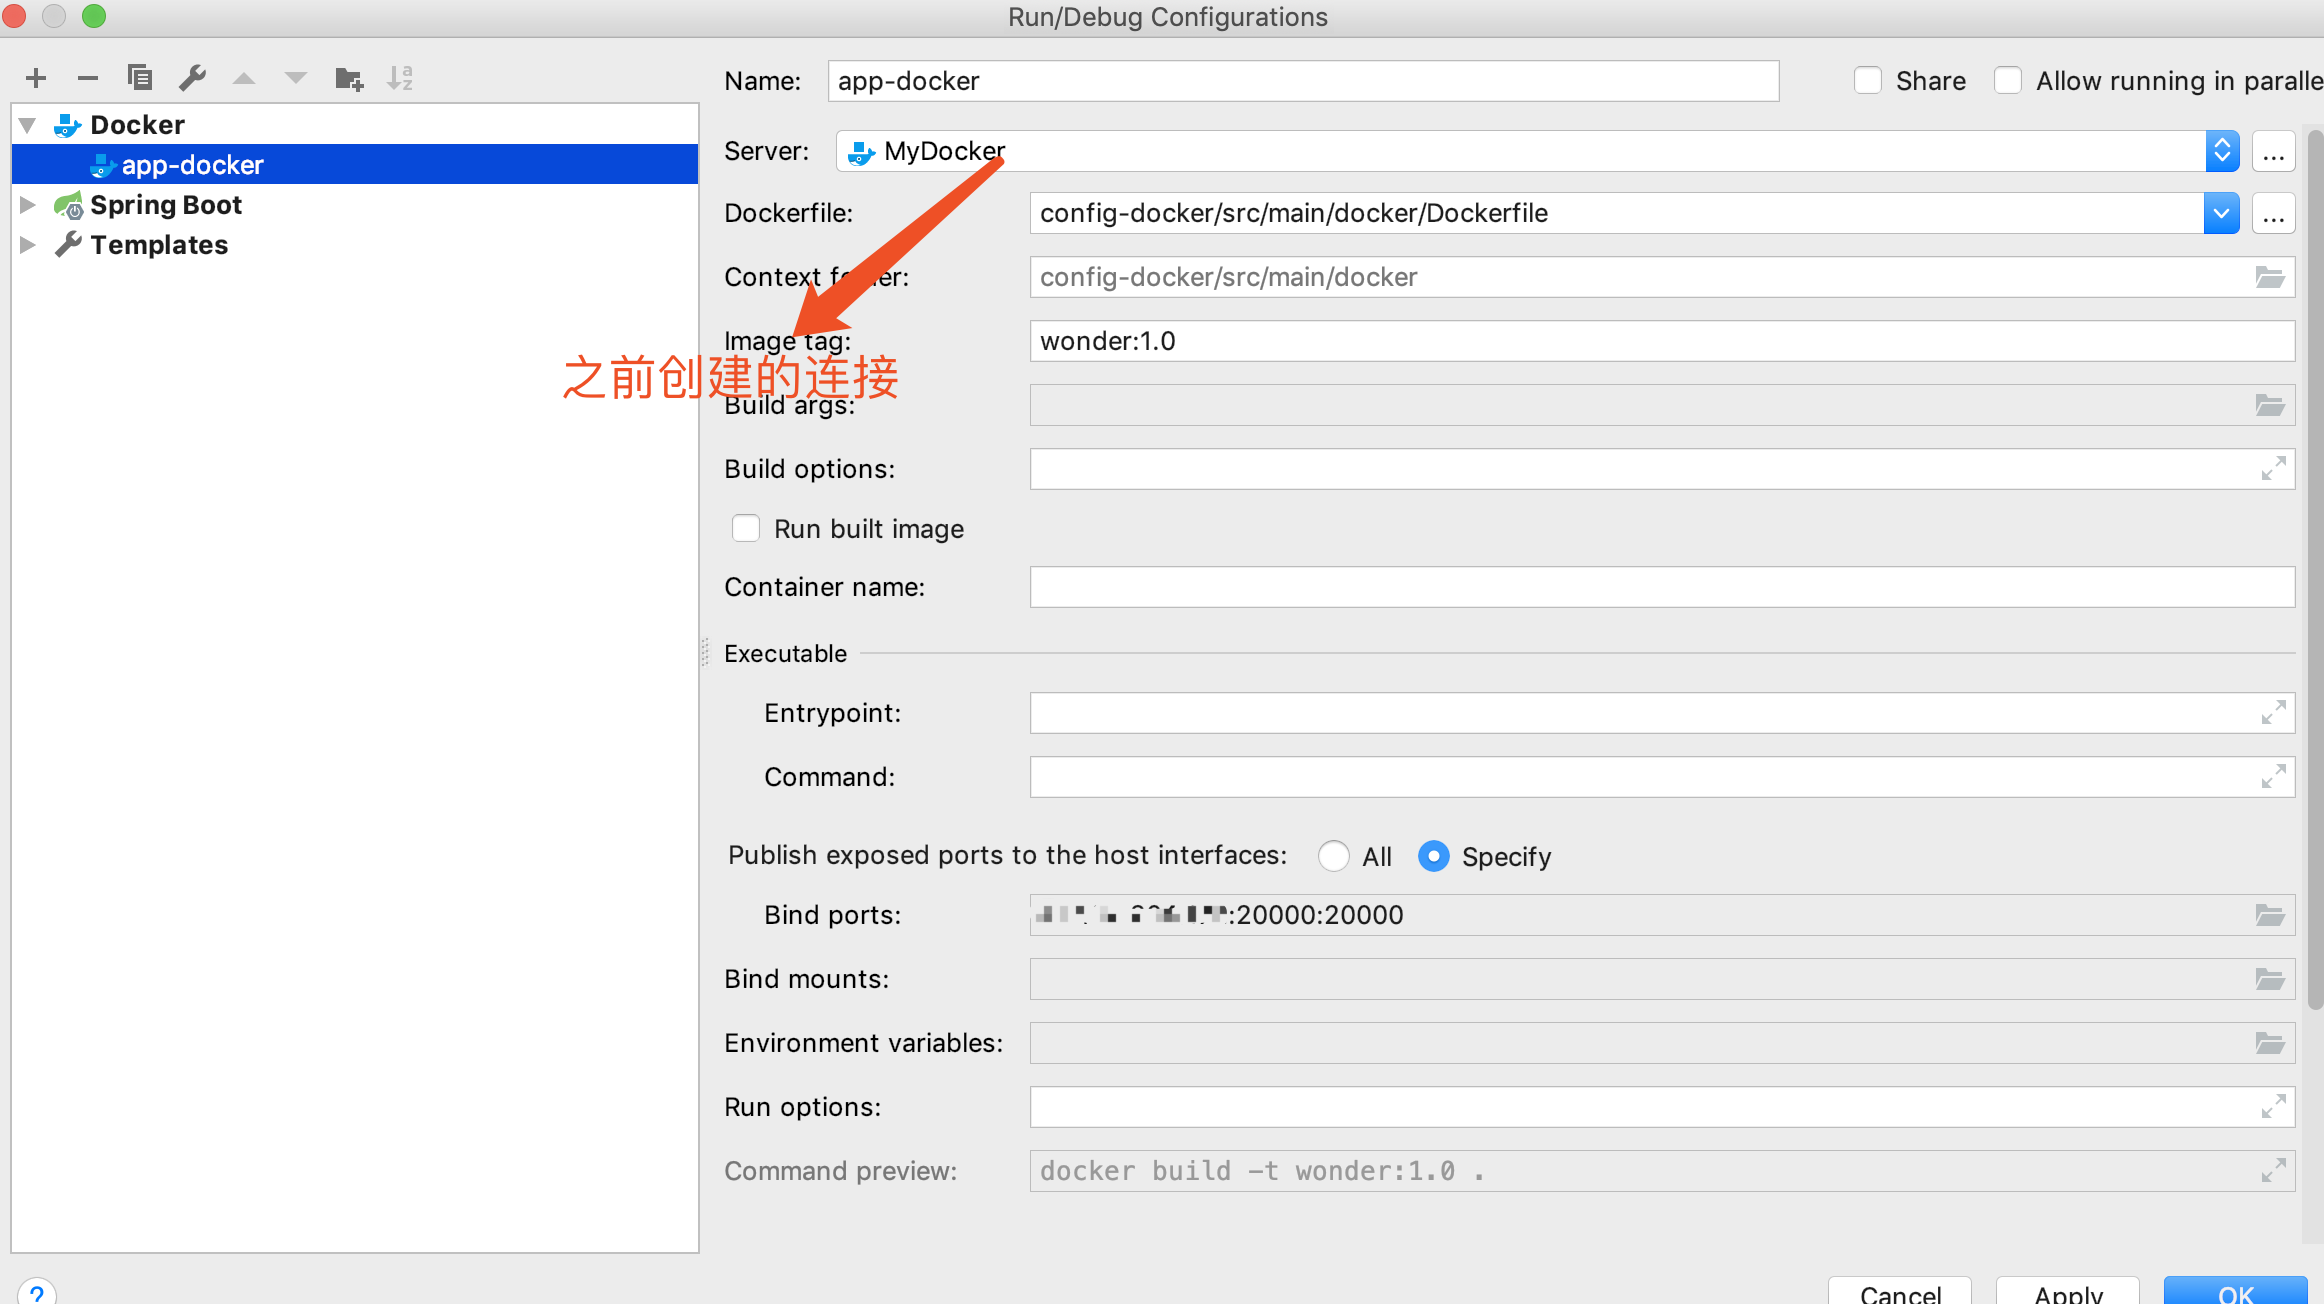 Run/Debug Configurations
Name: app-docker Share
Allow running in paralle
Docker
app-docker
Spring Boot
Templates
Server: MyDocker ...
Dockerfile: config-docker/src/main/docker/Dockerfile ...
Context config-docker/src/main/docker
Image tag: wonder:1.0
之前创建的连接
Build args:
Build options:
Run built image
Container name:
Executable
Entrypoint:
Command:
Publish exposed ports to the host interfaces: All Specify
Bind ports: :20000:20000
Bind mounts:
Environment variables:
Run options:
Command preview: docker build -t wonder:1.0 .
? Cancel Apply OK